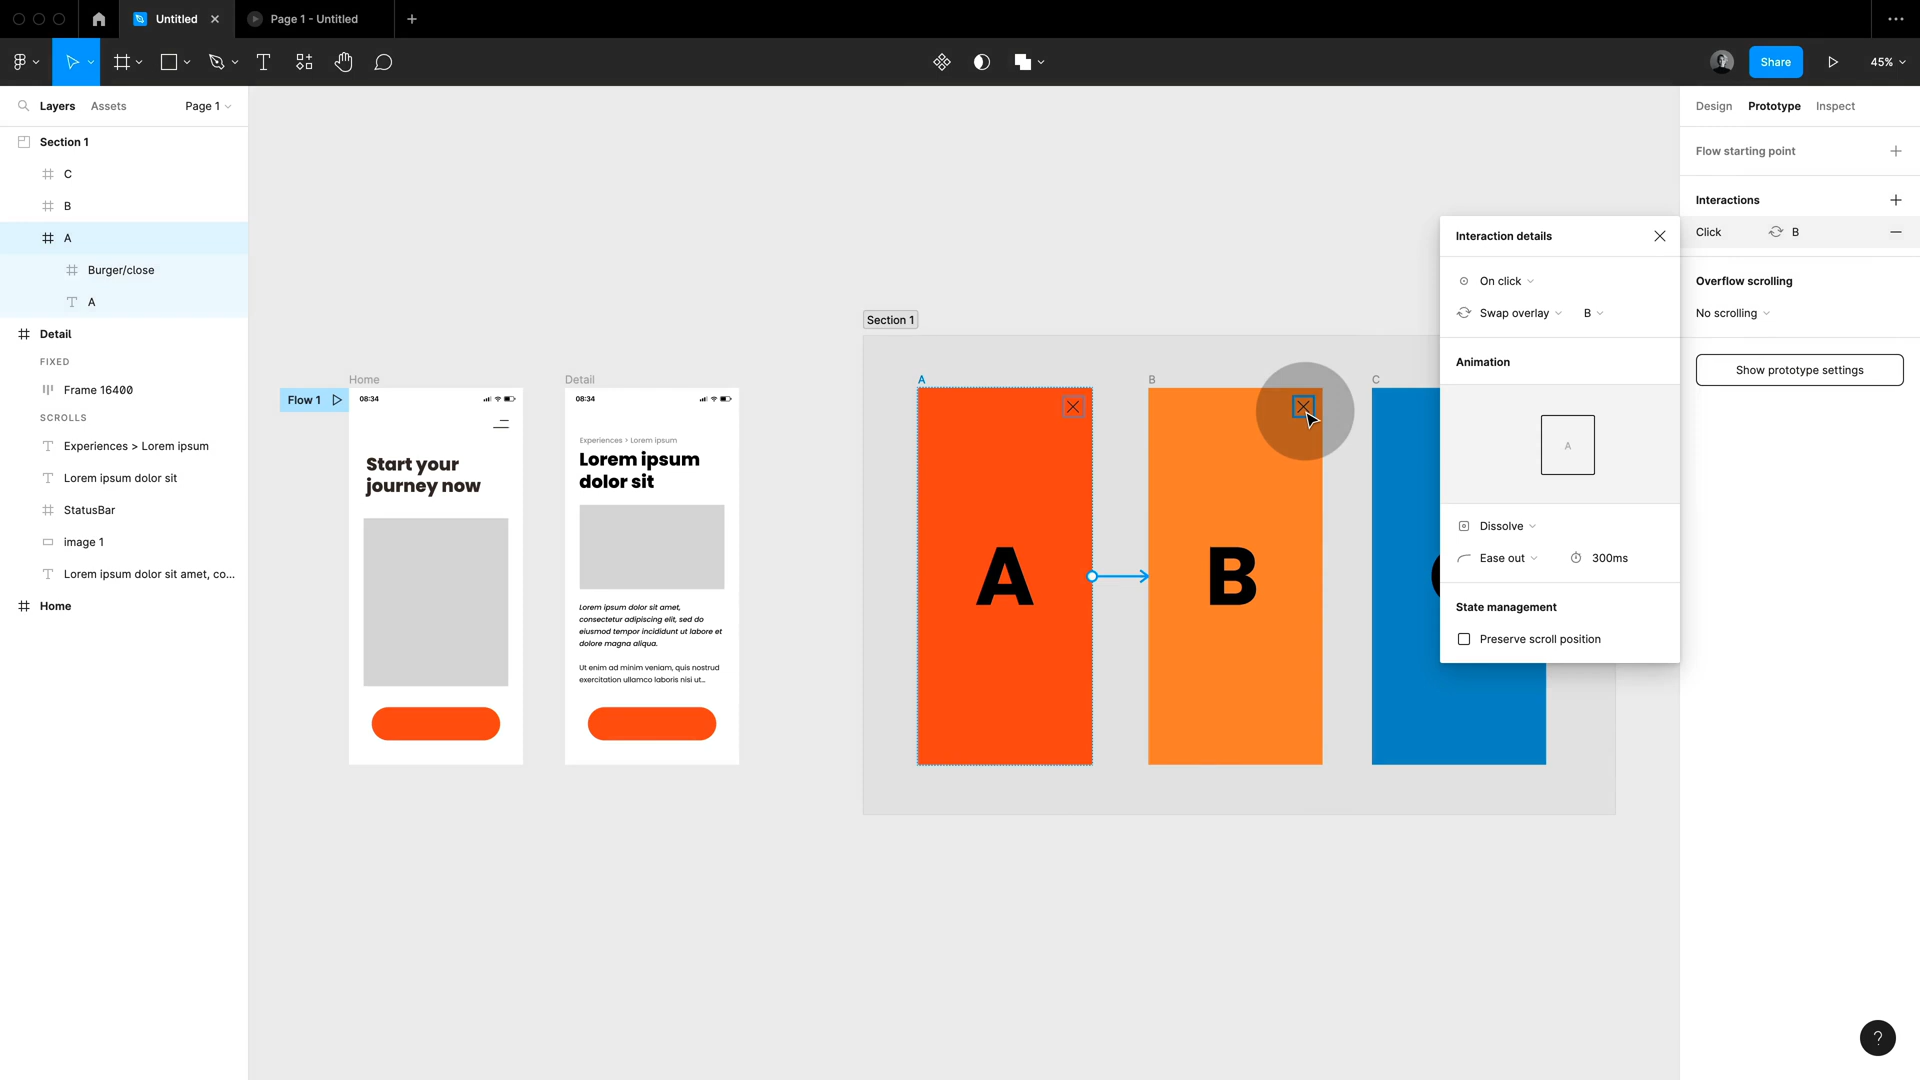 Untitled
Page 1 - Untitled
Share
45%
Layers
Assets
Page 1
Section 1
C
B
A
Burger/close
A
Detail
FIXED
Frame 16400
SCROLLS
Experiences > Lorem ipsum
Lorem ipsum dolor sit
StatusBar
image 1
Lorem ipsum dolor sit amet, co...
Home
Flow 1
Home
08:34
Start your
journey now
Detail
08:34
Experiences > Lorem ipsum
Lorem ipsum
dolor sit
Lorem ipsum dolor sit amet,
consectetur adipiscing elit, sed do
eiusmod tempor incididunt ut labore et
dolore magna aliqua.
Ut enim ad minim veniam, quis nostrud
exercitation ullamco laboris nisi ut...
Section 1
A
A
B
B
C
Interaction details
On click
Swap overlay
B
Animation
A
Dissolve
Ease out
300ms
State management
Preserve scroll position
Design
Prototype
Inspect
Flow starting point
Interactions
Click
B
Overflow scrolling
No scrolling
Show prototype settings
?